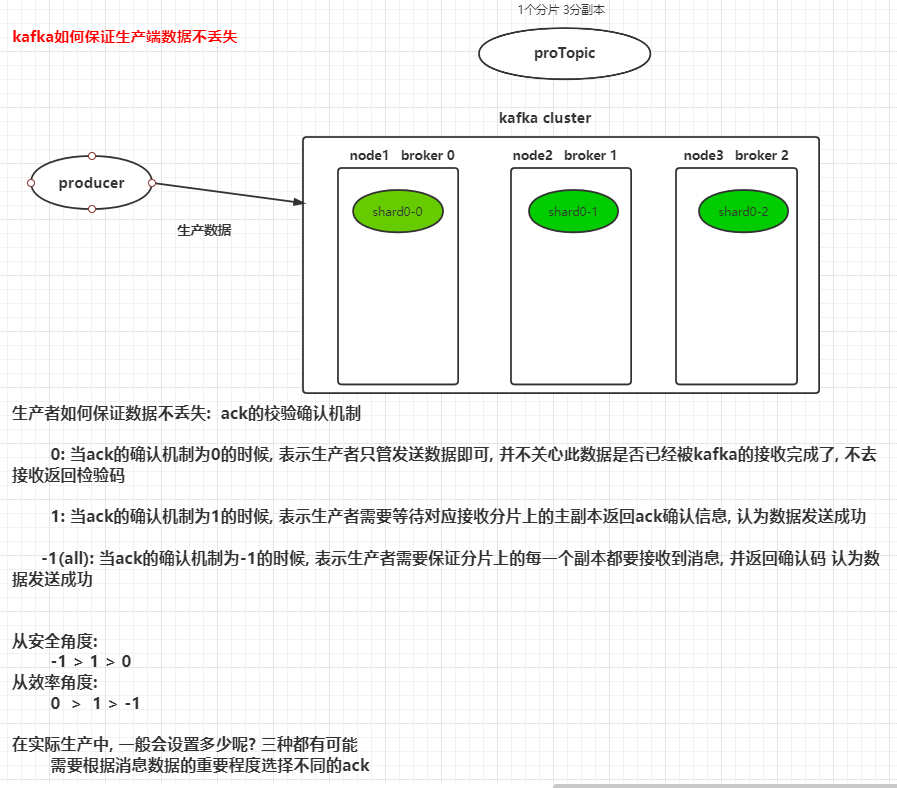 1个分片 3分副本
kafka如何保证生产端数据不丢失
proTopic
kafka cluster
node1 broker 0
node2 broker 1
node3 broker 2
producer
shard0-0
shard0-1
shard0-2
生产数据
生产者如何保证数据不丢失: ack的校验确认机制
0: 当ack的确认机制为0的时候, 表示生产者只管发送数据即可, 并不关心此数据是否已经被kafka的接收完成了, 不去
接收返回检验码
1: 当ack的确认机制为1的时候, 表示生产者需要等待对应接收分片上的主副本返回ack确认信息, 认为数据发送成功
-1(all): 当ack的确认机制为-1的时候, 表示生产者需要保证分片上的每一个副本都要接收到消息, 并返回确认码 认为数
据发送成功
从安全角度:
-1 > 1 > 0
从效率角度:
0 > 1 > -1
在实际生产中, 一般会设置多少呢? 三种都有可能
需要根据消息数据的重要程度选择不同的ack